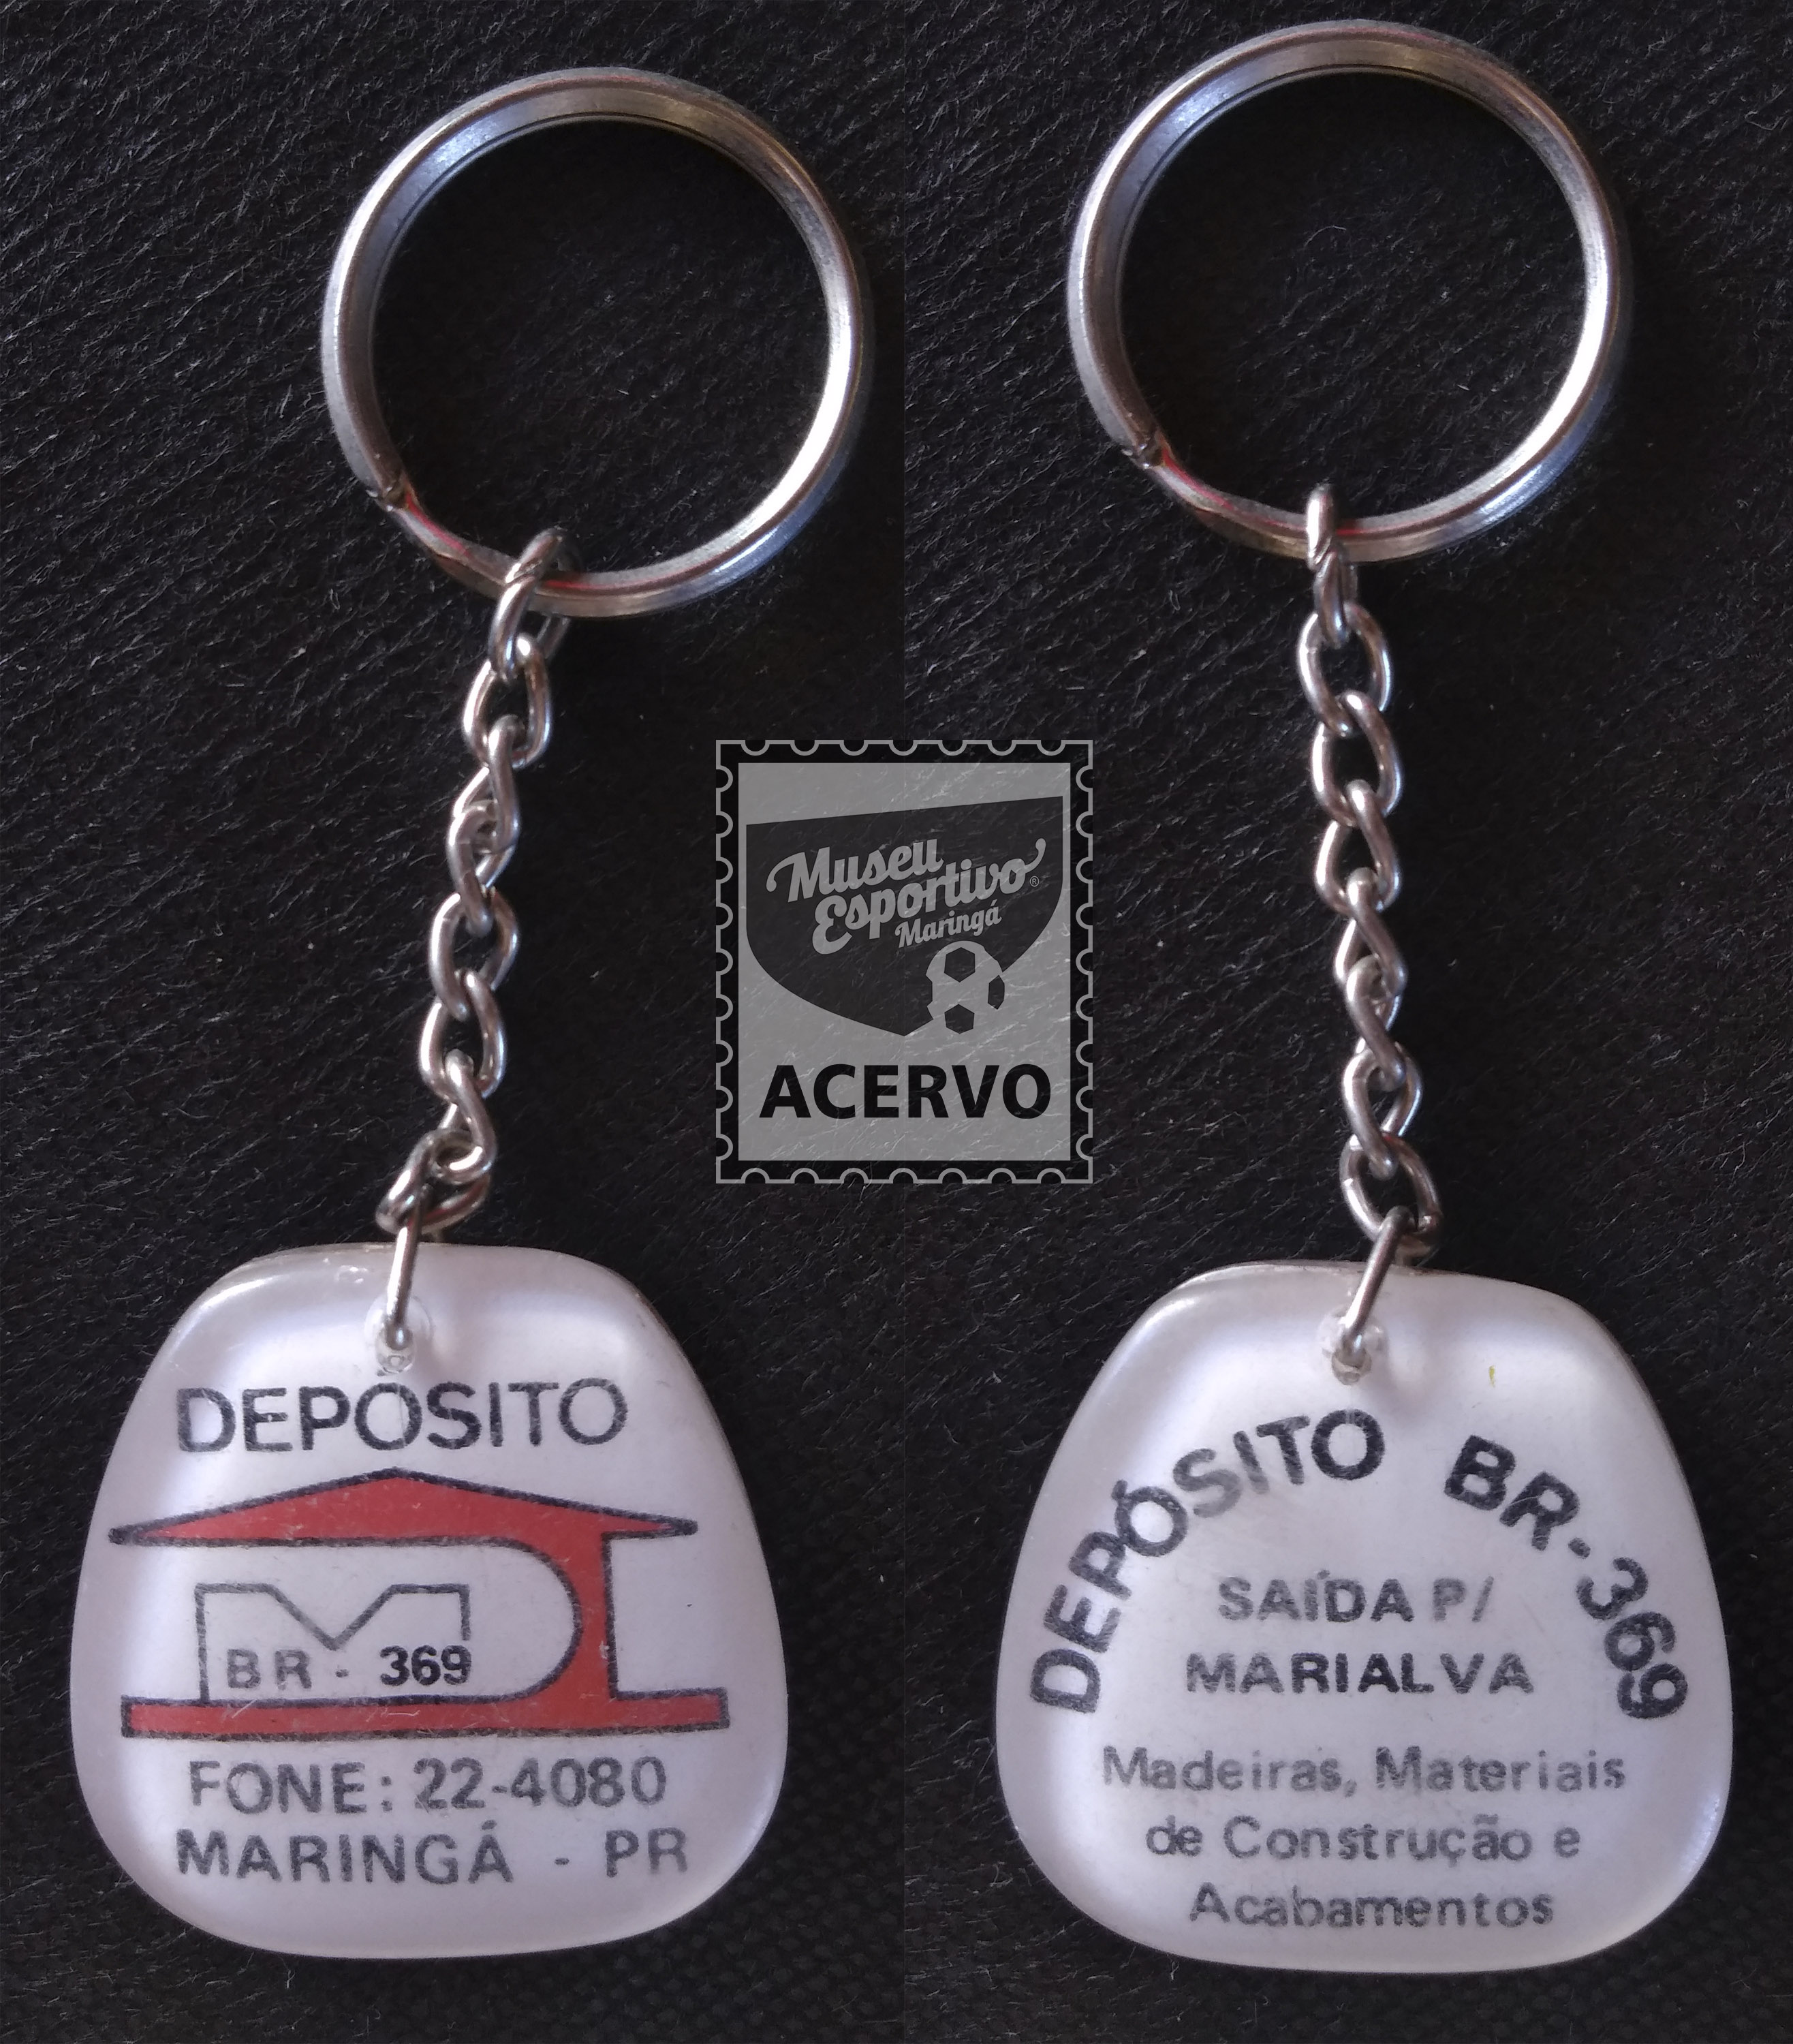 DEPÓSITO
M
BR - 369
FONE: 22-4080
MARINGÁ - PR
Museu
Esportivo®
Maringá
ACERVO
DEPÓSITO BR-369
SAÍDA P/
MARIALVA
Madeiras, Materiais
de Construção e
Acabamentos